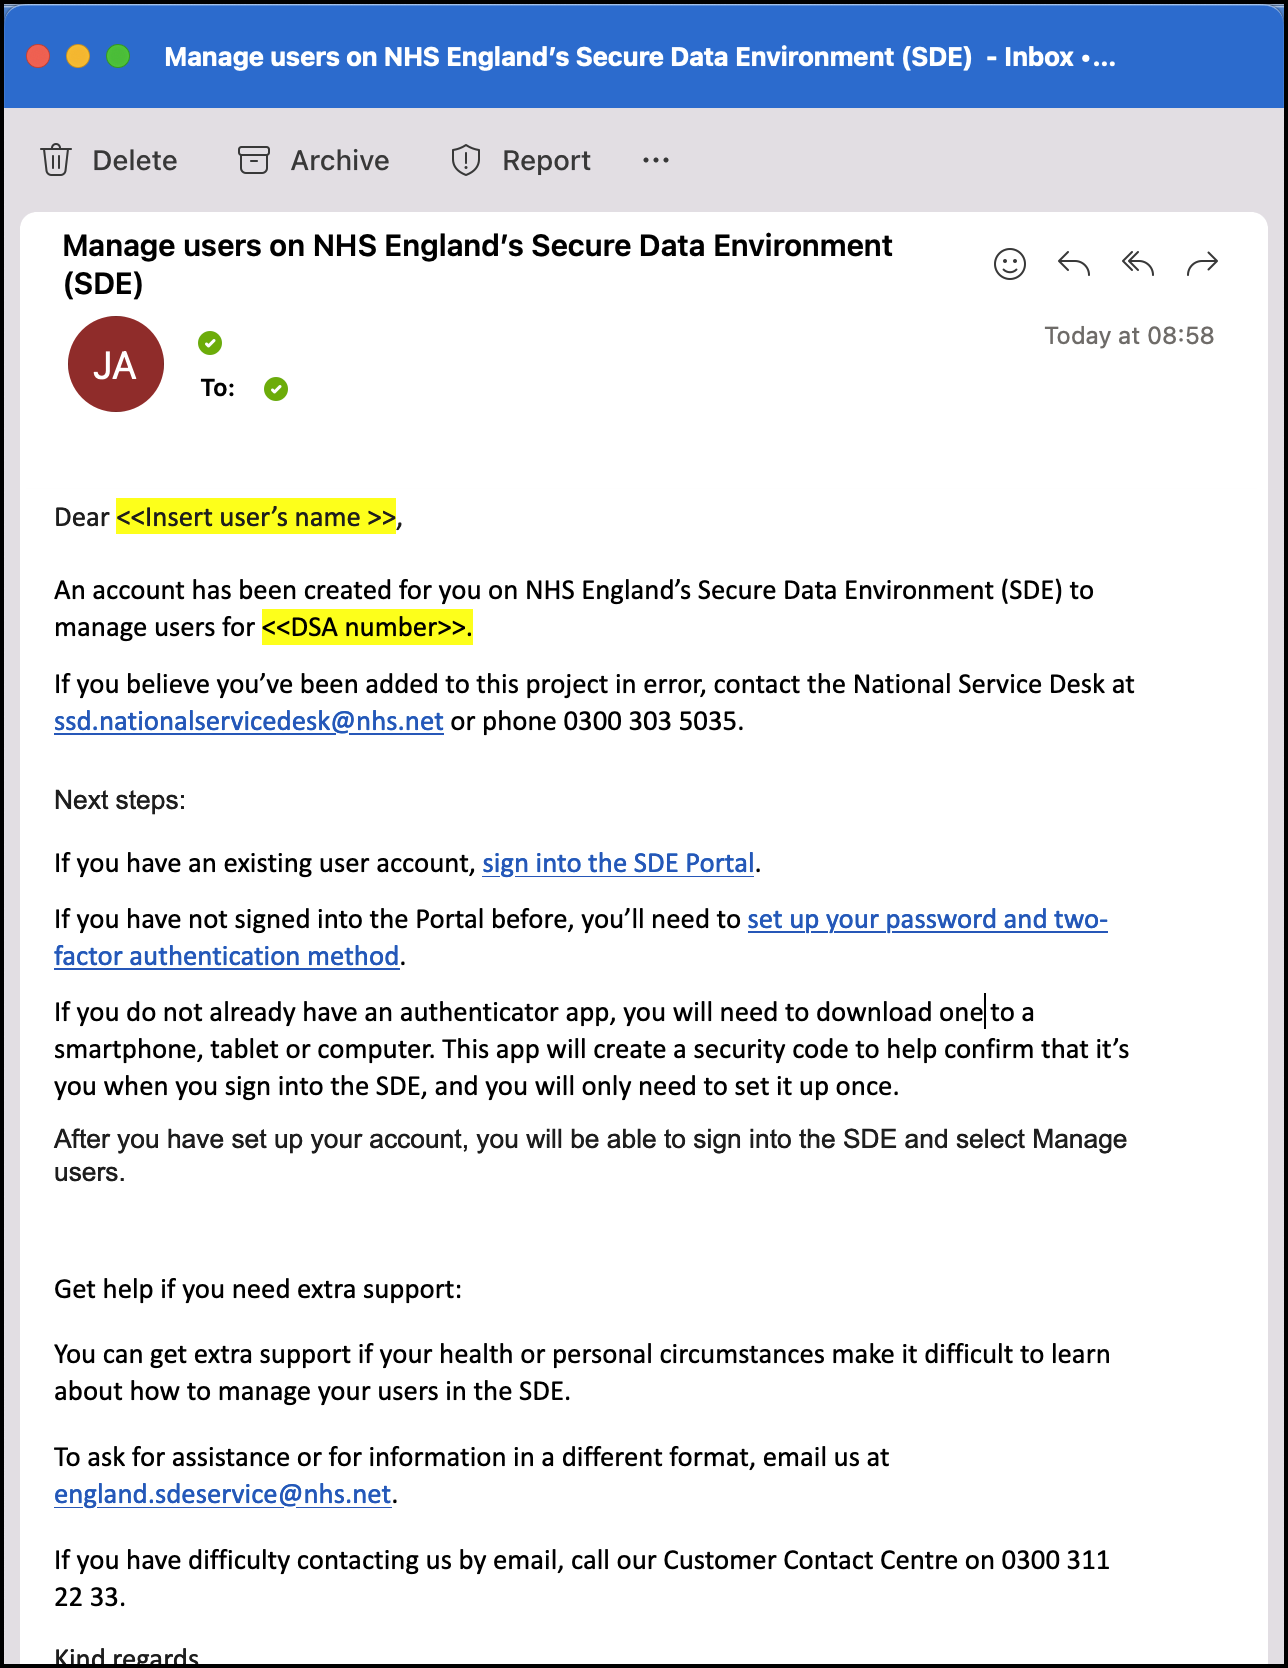 Manage users on NHS England’s Secure Data Environment (SDE)  - Inbox •...
Delete
Archive
Report
Manage users on NHS England’s Secure Data Environment
(SDE)
JA
To:
Today at 08:58
Dear <<Insert user’s name >>,
An account has been created for you on NHS England’s Secure Data Environment (SDE) to
manage users for <<DSA number>>.
If you believe you’ve been added to this project in error, contact the National Service Desk at
ssd.nationalservicedesk@nhs.net or phone 0300 303 5035.
Next steps:
If you have an existing user account, sign into the SDE Portal.
If you have not signed into the Portal before, you’ll need to set up your password and two-
factor authentication method.
If you do not already have an authenticator app, you will need to download one to a
smartphone, tablet or computer. This app will create a security code to help confirm that it’s
you when you sign into the SDE, and you will only need to set it up once.
After you have set up your account, you will be able to sign into the SDE and select Manage
users.
Get help if you need extra support:
You can get extra support if your health or personal circumstances make it difficult to learn
about how to manage your users in the SDE.
To ask for assistance or for information in a different format, email us at
england.sdeservice@nhs.net.
If you have difficulty contacting us by email, call our Customer Contact Centre on 0300 311
22 33.
Kind regards